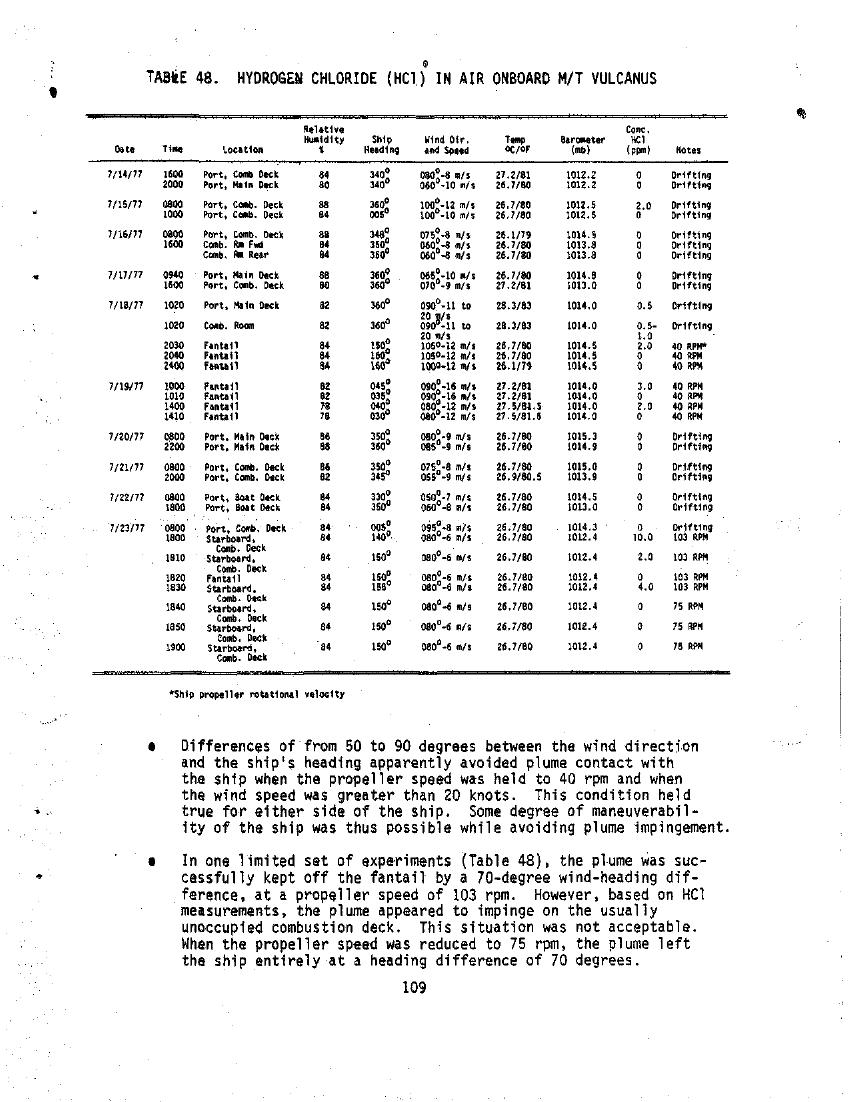 TABLE 48. HYDROGEN CHLORIDE (HCl) IN AIR ONBOARD M/T VULCANUS
Date Time Location Relative Humidity % Ship Heading Wind Dir. and Speed Temp °C/°F Barometer (mb) Conc. HCl (ppm) Notes
7/14/77 1600 Port, Comb Deck 84 340° 080°-8 m/s 27.2/81 1012.2 0 Drifting
2000 Port, Main Deck 80 340° 060°-10 m/s 26.7/80 1012.2 0 Drifting
7/15/77 0800 Port, Comb. Deck 88 360° 100°-12 m/s 26.7/80 1012.5 2.0 Drifting
1000 Port, Comb. Deck 84 005° 100°-10 m/s 26.7/80 1012.5 0 Drifting
7/16/77 0800 Port, Comb. Deck 88 348° 075°-8 m/s 26.1/79 1014.5 0 Drifting
1600 Comb. Rm Fwd 84 350° 060°-8 m/s 26.7/80 1013.8 0 Drifting
Comb. Rm Rear 84 350° 060°-8 m/s 26.7/80 1013.8 0 Drifting
7/17/77 0940 Port, Main Deck 88 360° 065°-10 m/s 26.7/80 1014.9 0 Drifting
1600 Port, Comb. Deck 80 360° 070°-9 m/s 27.2/81 1013.0 0 Drifting
7/18/77 1020 Port, Main Deck 82 360° 090°-11 to 28.3/83 1014.0 0.5 Drifting
20 m/s
1020 Comb. Room 82 360° 090°-11 to 28.3/83 1014.0 0.5- Drifting
20 m/s 1.0
2030 Fantail 84 150° 105°-12 m/s 26.7/80 1014.5 2.0 40 RPM*
2040 Fantail 84 160° 105°-12 m/s 26.7/80 1014.5 0 40 RPM
2400 Fantail 84 160° 100°-12 m/s 26.1/79 1014.5 0 40 RPM
7/19/77 1000 Fantail 82 045° 090°-16 m/s 27.2/81 1014.0 3.0 40 RPM
1010 Fantail 82 035° 090°-16 m/s 27.2/81 1014.0 0 40 RPM
1400 Fantail 78 040° 080°-12 m/s 27.5/81.5 1014.0 2.0 40 RPM
1410 Fantail 78 030° 080°-12 m/s 27.5/81.5 1014.0 0 40 RPM
7/20/77 0800 Port, Main Deck 86 350° 080°-9 m/s 26.7/80 1015.3 0 Drifting
2200 Port, Main Deck 88 360° 085°-9 m/s 26.7/80 1014.9 0 Drifting
7/21/77 0800 Port, Comb. Deck 86 350° 075°-8 m/s 26.7/80 1015.0 0 Drifting
2000 Port, Comb. Deck 82 345° 055°-9 m/s 26.9/80.5 1013.9 0 Drifting
7/22/77 0800 Port, Boat Deck 84 330° 050°-7 m/s 26.7/80 1014.5 0 Drifting
1800 Port, Boat Deck 84 350° 060°-8 m/s 26.7/80 1013.0 0 Drifting
7/23/77 0800 Port, Comb. Deck 84 005° 095°-8 m/s 26.7/80 1014.3 0 Drifting
1800 Starboard, 84 140° 080°-6 m/s 26.7/80 1012.4 10.0 103 RPM
Comb. Deck
1810 Starboard, 84 150° 080°-6 m/s 26.7/80 1012.4 2.0 103 RPM
Comb. Deck
1820 Fantail 84 150° 080°-6 m/s 26.7/80 1012.4 0 103 RPM
1830 Starboard, 84 155° 080°-6 m/s 26.7/80 1012.4 4.0 103 RPM
Comb. Deck
1840 Starboard, 84 150° 080°-6 m/s 26.7/80 1012.4 0 75 RPM
Comb. Deck
1850 Starboard, 84 150° 080°-6 m/s 26.7/80 1012.4 0 75 RPM
Comb. Deck
1900 Starboard, 84 150° 080°-6 m/s 26.7/80 1012.4 0 75 RPM
Comb. Deck
*Ship propeller rotational velocity
• Differences of from 50 to 90 degrees between the wind direction
and the ship's heading apparently avoided plume contact with
the ship when the propeller speed was held to 40 rpm and when
the wind speed was greater than 20 knots. This condition held
true for either side of the ship. Some degree of maneuverabil-
ity of the ship was thus possible while avoiding plume impingement.
• In one limited set of experiments (Table 48), the plume was suc-
cessfully kept off the fantail by a 70-degree wind-heading dif-
ference, at a propeller speed of 103 rpm. However, based on HCl
measurements, the plume appeared to impinge on the usually
unoccupied combustion deck. This situation was not acceptable.
When the propeller speed was reduced to 75 rpm, the plume left
the ship entirely at a heading difference of 70 degrees.
109